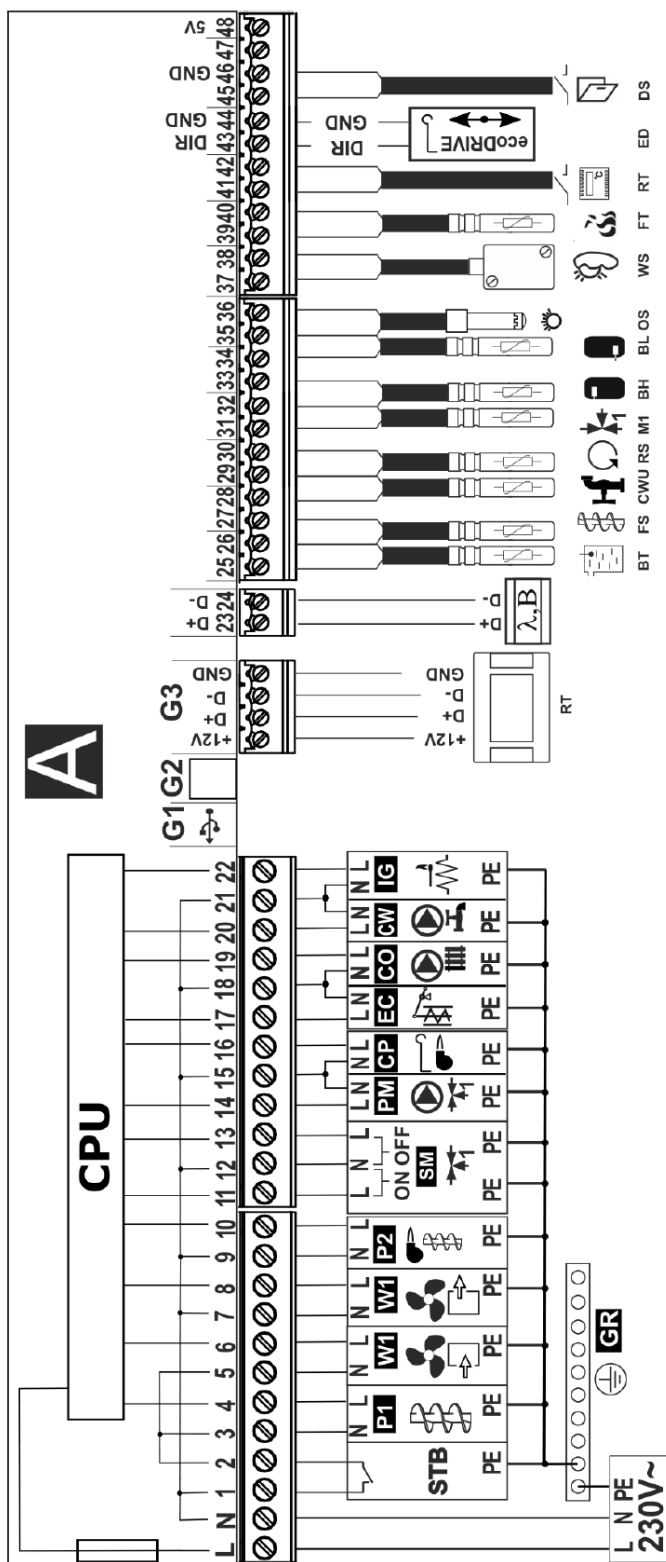 A
CPU
G1 G2 G3
L N 1 2 3 4 5 6 7 8 9 10 11 12 13 14 15 16 17 18 19 20 21 22
+12V D+ D- GND
D+ D-
23 24
DIR GND GND 5V
25 26 27 28 29 30 31 32 33 34 35 36 37 38 39 40 41 42 43 44 45 46 47 48
N L N L N L N L L N L L N N L L N N L L N N L
ON OFF
STB P1 W1 W1 P2 SM PM CP EC CO CW IG
1
PE PE PE PE PE PE PE PE PE PE PE PE PE
+12V D+ D- GND
RT
D+ D-
λ,B
DIR GND
ecoDRIVE
°C
1
BT FS CWU RS M1 BH BL OS WS FT RT ED DS
GR
L N PE
230V~